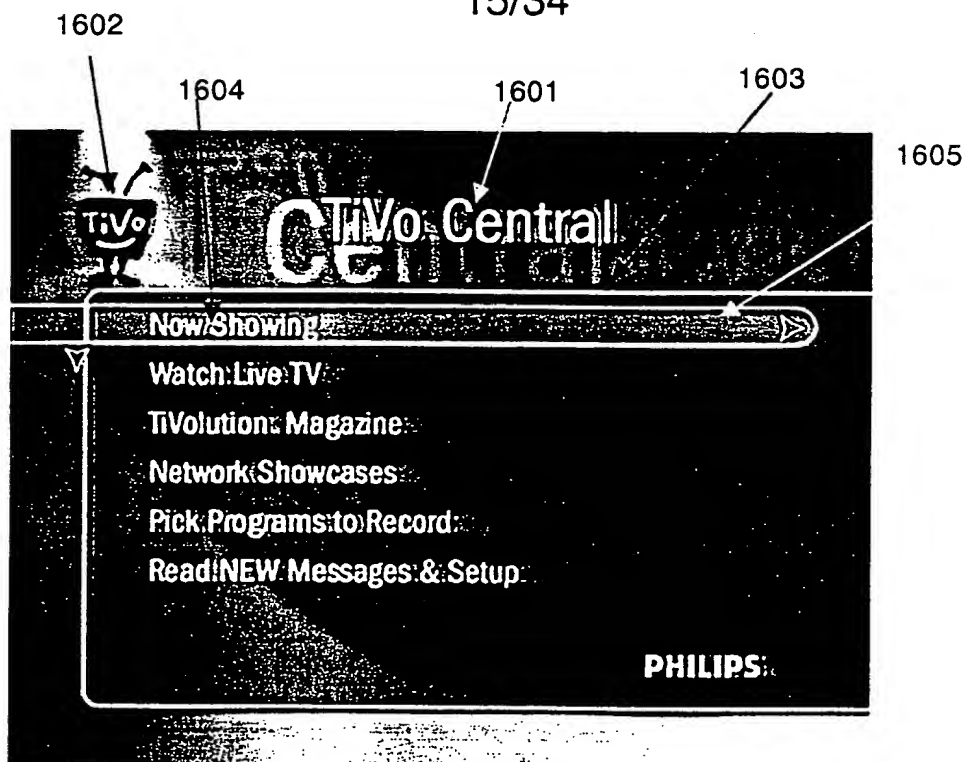 15/34
1602
1604
1601
1603
1605
TiVo
TiVo Central
Central
Now Showing
Watch Live TV
TiVolution Magazine
Network Showcases
Pick Programs to Record
Read NEW Messages & Setup
PHILIPS